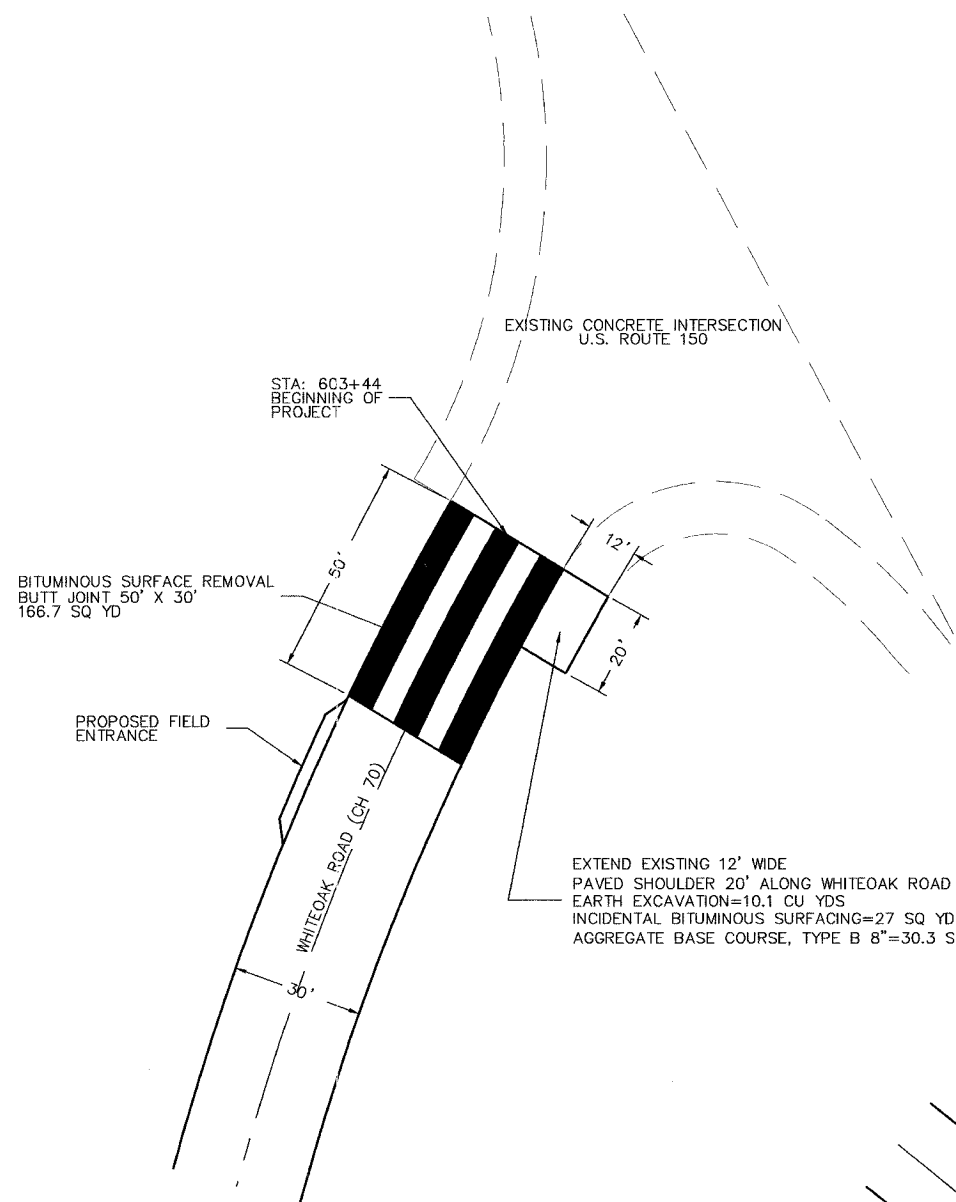 EXISTING CONCRETE INTERSECTION
U.S. ROUTE 150
STA: 603+44
BEGINNING OF
PROJECT
50'
12'
20'
BITUMINOUS SURFACE REMOVAL
BUTT JOINT 50' X 30'
166.7 SQ YD
PROPOSED FIELD
ENTRANCE
WHITEOAK ROAD (CH 70)
30'
EXTEND EXISTING 12' WIDE
PAVED SHOULDER 20' ALONG WHITEOAK ROAD
EARTH EXCAVATION=10.1 CU YDS
INCIDENTAL BITUMINOUS SURFACING=27 SQ YD
AGGREGATE BASE COURSE, TYPE B 8"=30.3 S